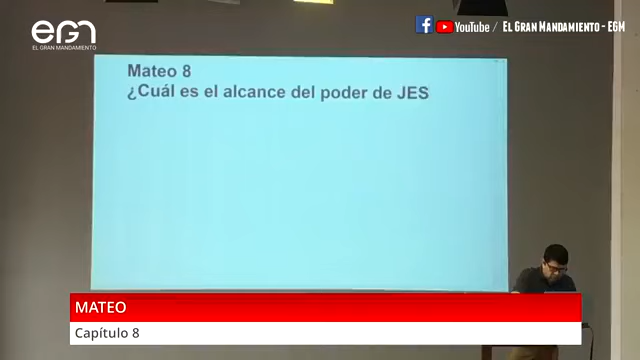 EGM
EL GRAN MANDAMIENTO
YouTube / EL GRAN MANDAMIENTO - EGM
Mateo 8
¿Cuál es el alcance del poder de JES
MATEO
Capítulo 8